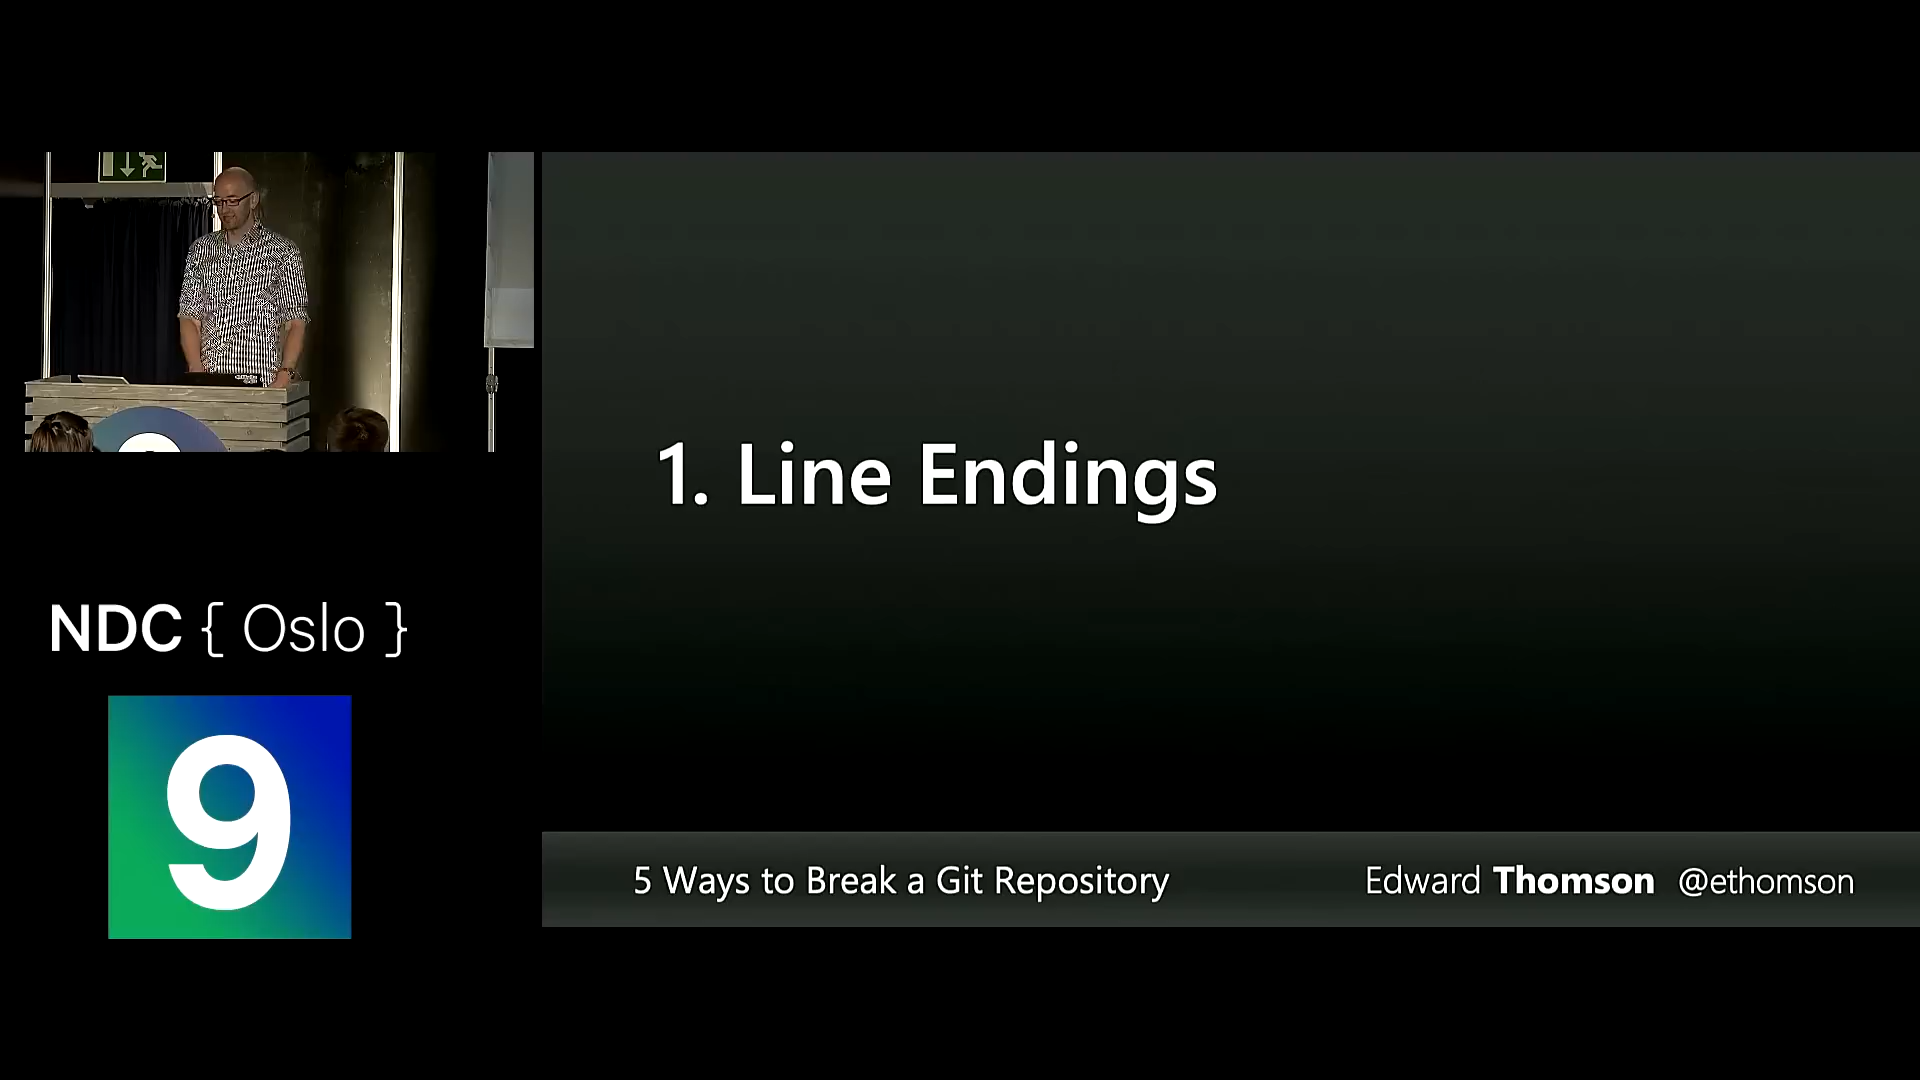 1. Line Endings
NDC { Oslo }
9
5 Ways to Break a Git Repository
Edward Thomson @ethomson